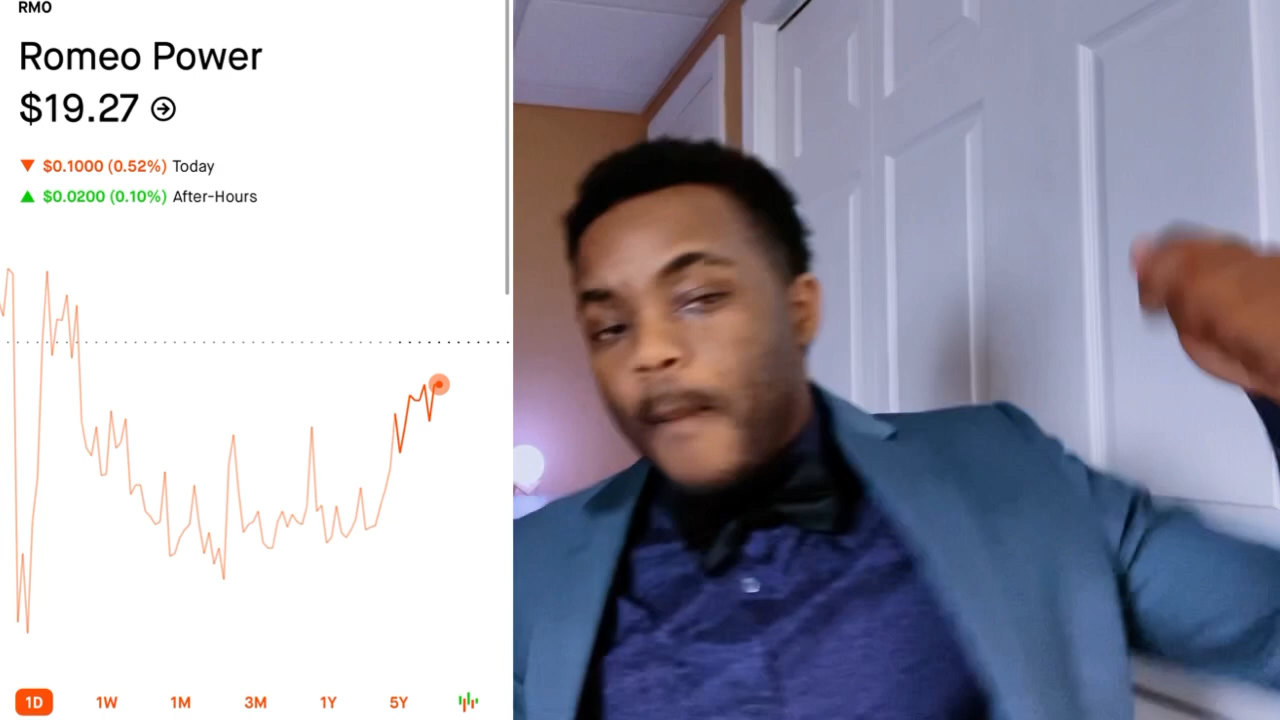 RMO
Romeo Power
$19.27
▼ $0.1000 (0.52%) Today
▲ $0.0200 (0.10%) After-Hours
1D 1W 1M 3M 1Y 5Y